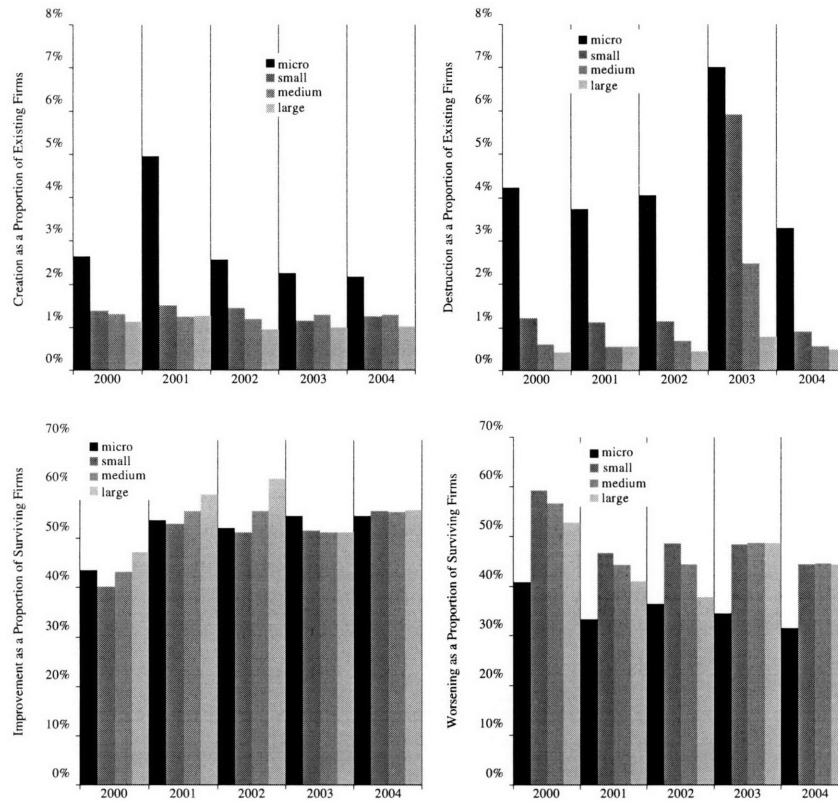 Creation as a Proportion of Existing Firms
8%
7%
6%
5%
4%
3%
2%
1%
0%
micro
small
medium
large
2000 2001 2002 2003 2004
Destruction as a Proportion of Existing Firms
8%
7%
6%
5%
4%
3%
2%
1%
0%
micro
small
medium
large
2000 2001 2002 2003 2004
Improvement as a Proportion of Surviving Firms
70%
60%
50%
40%
30%
20%
10%
0%
micro
small
medium
large
2000 2001 2002 2003 2004
Worsening as a Proportion of Surviving Firms
70%
60%
50%
40%
30%
20%
10%
0%
micro
small
medium
large
2000 2001 2002 2003 2004